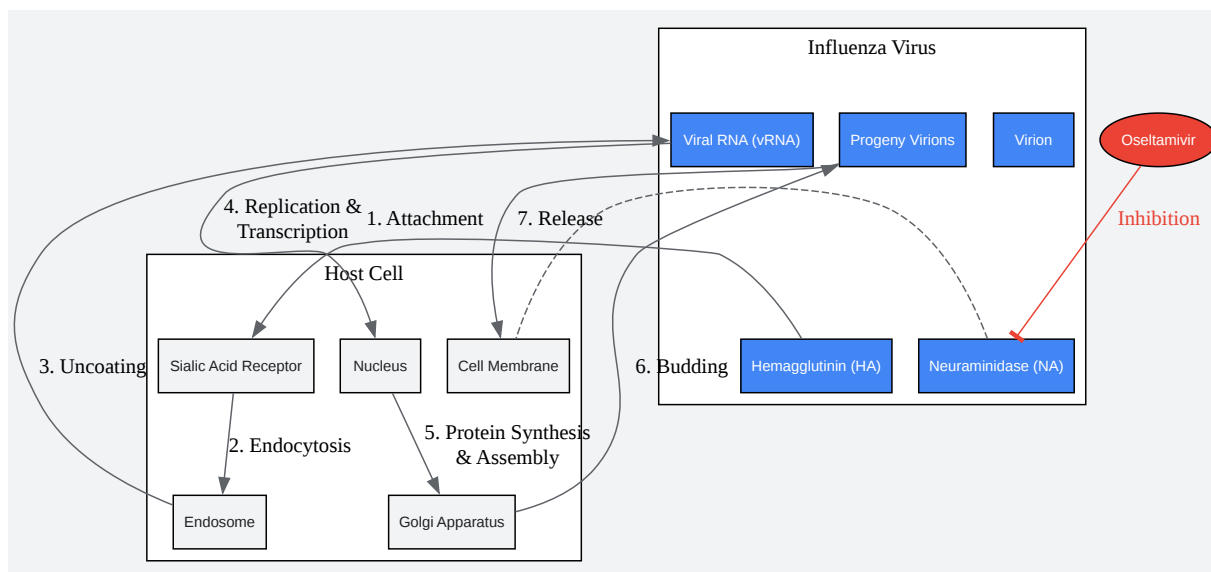 Influenza Virus
Viral RNA (vRNA)
Progeny Virions
Virion
Oseltamivir
4. Replication &
Transcription
1. Attachment
7. Release
Inhibition
Host Cell
3. Uncoating
Sialic Acid Receptor
Nucleus
Cell Membrane
6. Budding
Hemagglutinin (HA)
Neuraminidase (NA)
2. Endocytosis
5. Protein Synthesis
& Assembly
Endosome
Golgi Apparatus